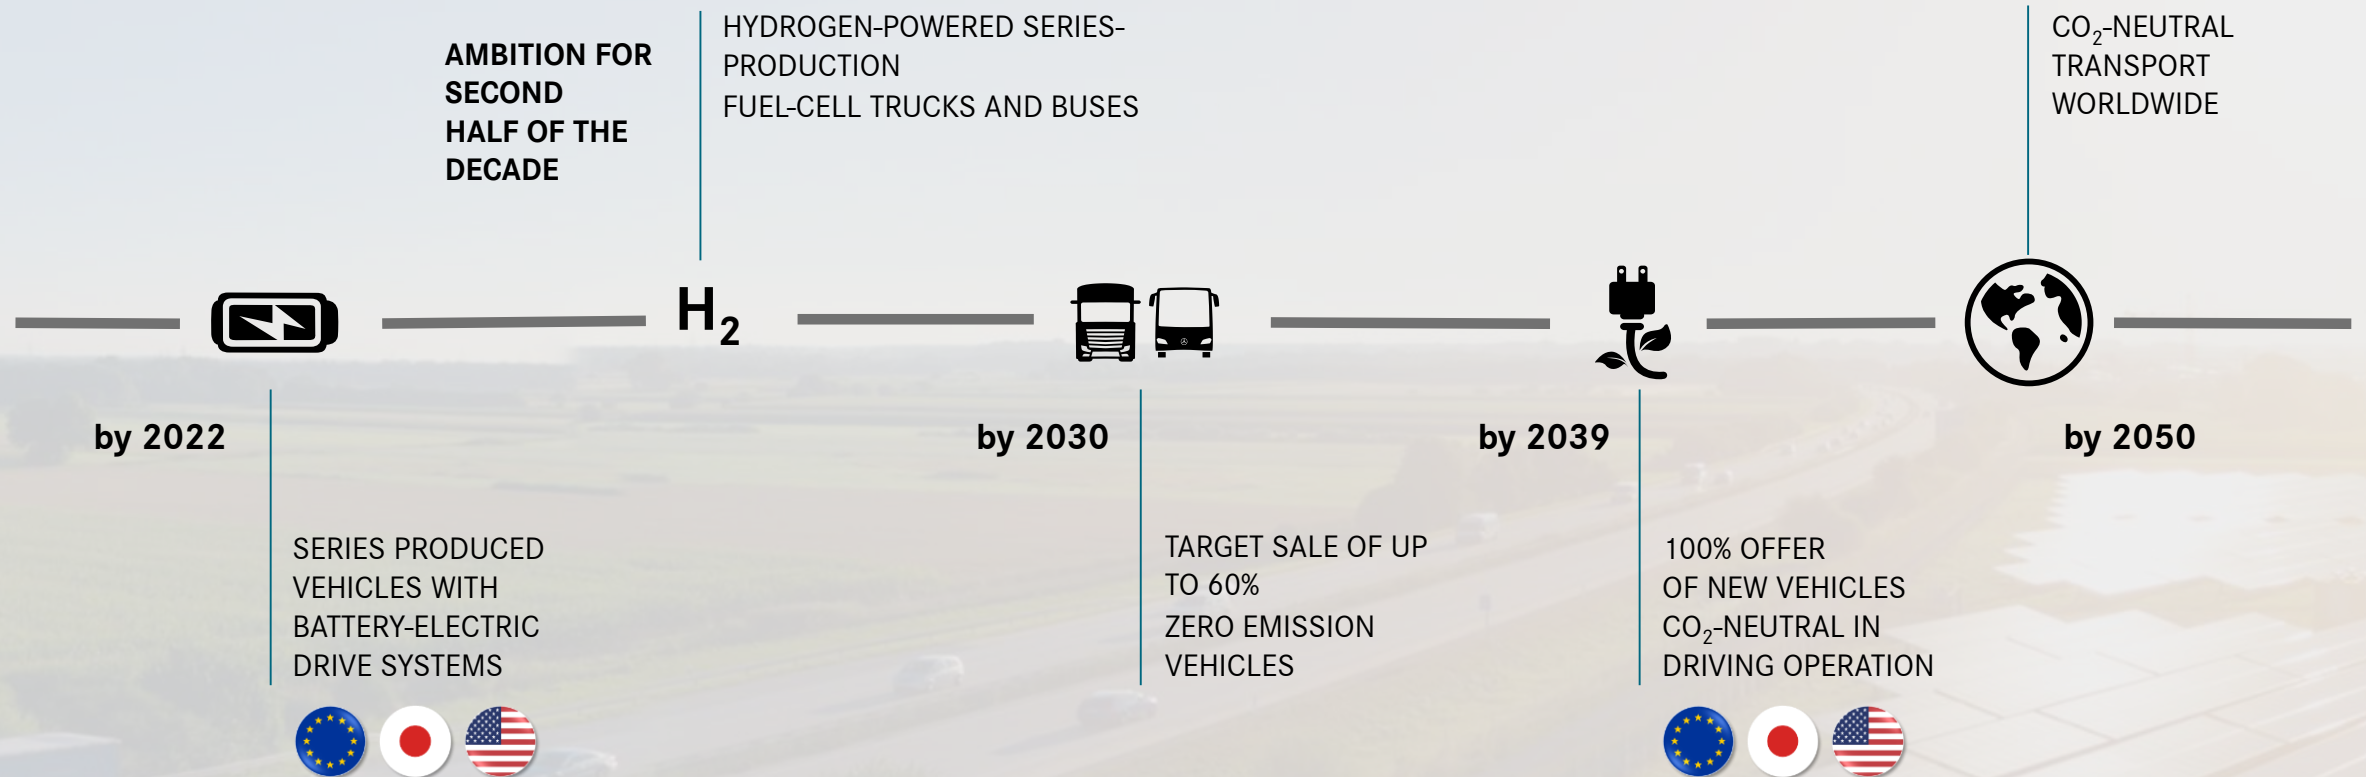 AMBITION FOR
SECOND
HALF OF THE
DECADE
HYDROGEN-POWERED SERIES-
PRODUCTION
FUEL-CELL TRUCKS AND BUSES
CO₂-NEUTRAL
TRANSPORT
WORLDWIDE
H₂
by 2022
by 2030
by 2039
by 2050
SERIES PRODUCED
VEHICLES WITH
BATTERY-ELECTRIC
DRIVE SYSTEMS
TARGET SALE OF UP
TO 60%
ZERO EMISSION
VEHICLES
100% OFFER
OF NEW VEHICLES
CO₂-NEUTRAL IN
DRIVING OPERATION